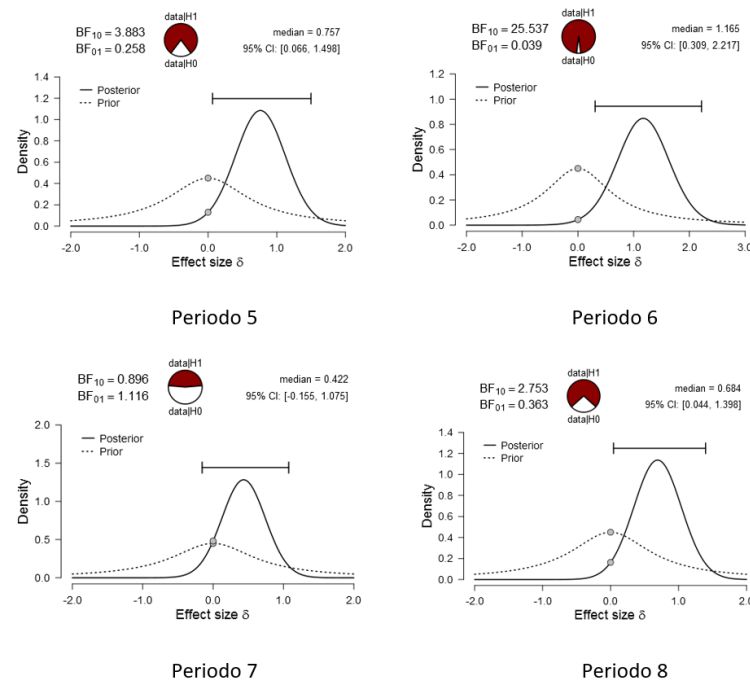 BF10 = 3.883
BF01 = 0.258
data|H1
data|H0
median = 0.757
95% CI: [0.066, 1.498]
1.4
1.2
1.0
0.8
0.6
0.4
0.2
0.0
Density
Posterior
Prior
-2.0 -1.0 0.0 1.0 2.0
Effect size δ
Periodo 5
BF10 = 25.537
BF01 = 0.039
data|H1
data|H0
median = 1.165
95% CI: [0.309, 2.217]
1.2
1.0
0.8
0.6
0.4
0.2
0.0
Density
Posterior
Prior
-2.0 -1.0 0.0 1.0 2.0 3.0
Effect size δ
Periodo 6
BF10 = 0.896
BF01 = 1.116
data|H1
data|H0
median = 0.422
95% CI: [-0.155, 1.075]
2.0
1.5
1.0
0.5
0.0
Density
Posterior
Prior
-2.0 -1.0 0.0 1.0 2.0
Effect size δ
Periodo 7
BF10 = 2.753
BF01 = 0.363
data|H1
data|H0
median = 0.684
95% CI: [0.044, 1.398]
1.4
1.2
1.0
0.8
0.6
0.4
0.2
0.0
Density
Posterior
Prior
-2.0 -1.0 0.0 1.0 2.0
Effect size δ
Periodo 8